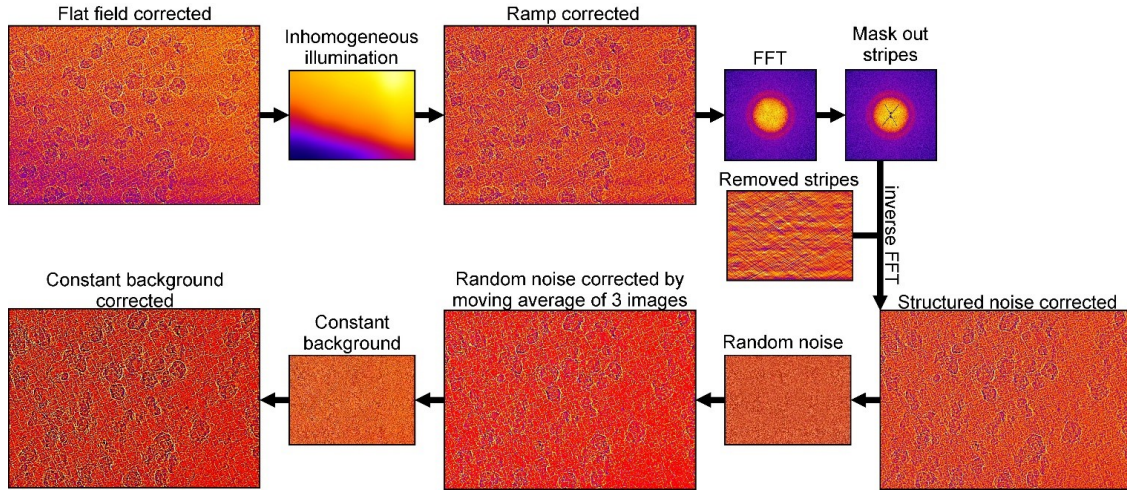 Flat field corrected
Inhomogeneous
illumination
Ramp corrected
FFT
Mask out
stripes
Removed stripes
inverse FFT
Structured noise corrected
Random noise
Random noise corrected by
moving average of 3 images
Constant
background
Constant background
corrected